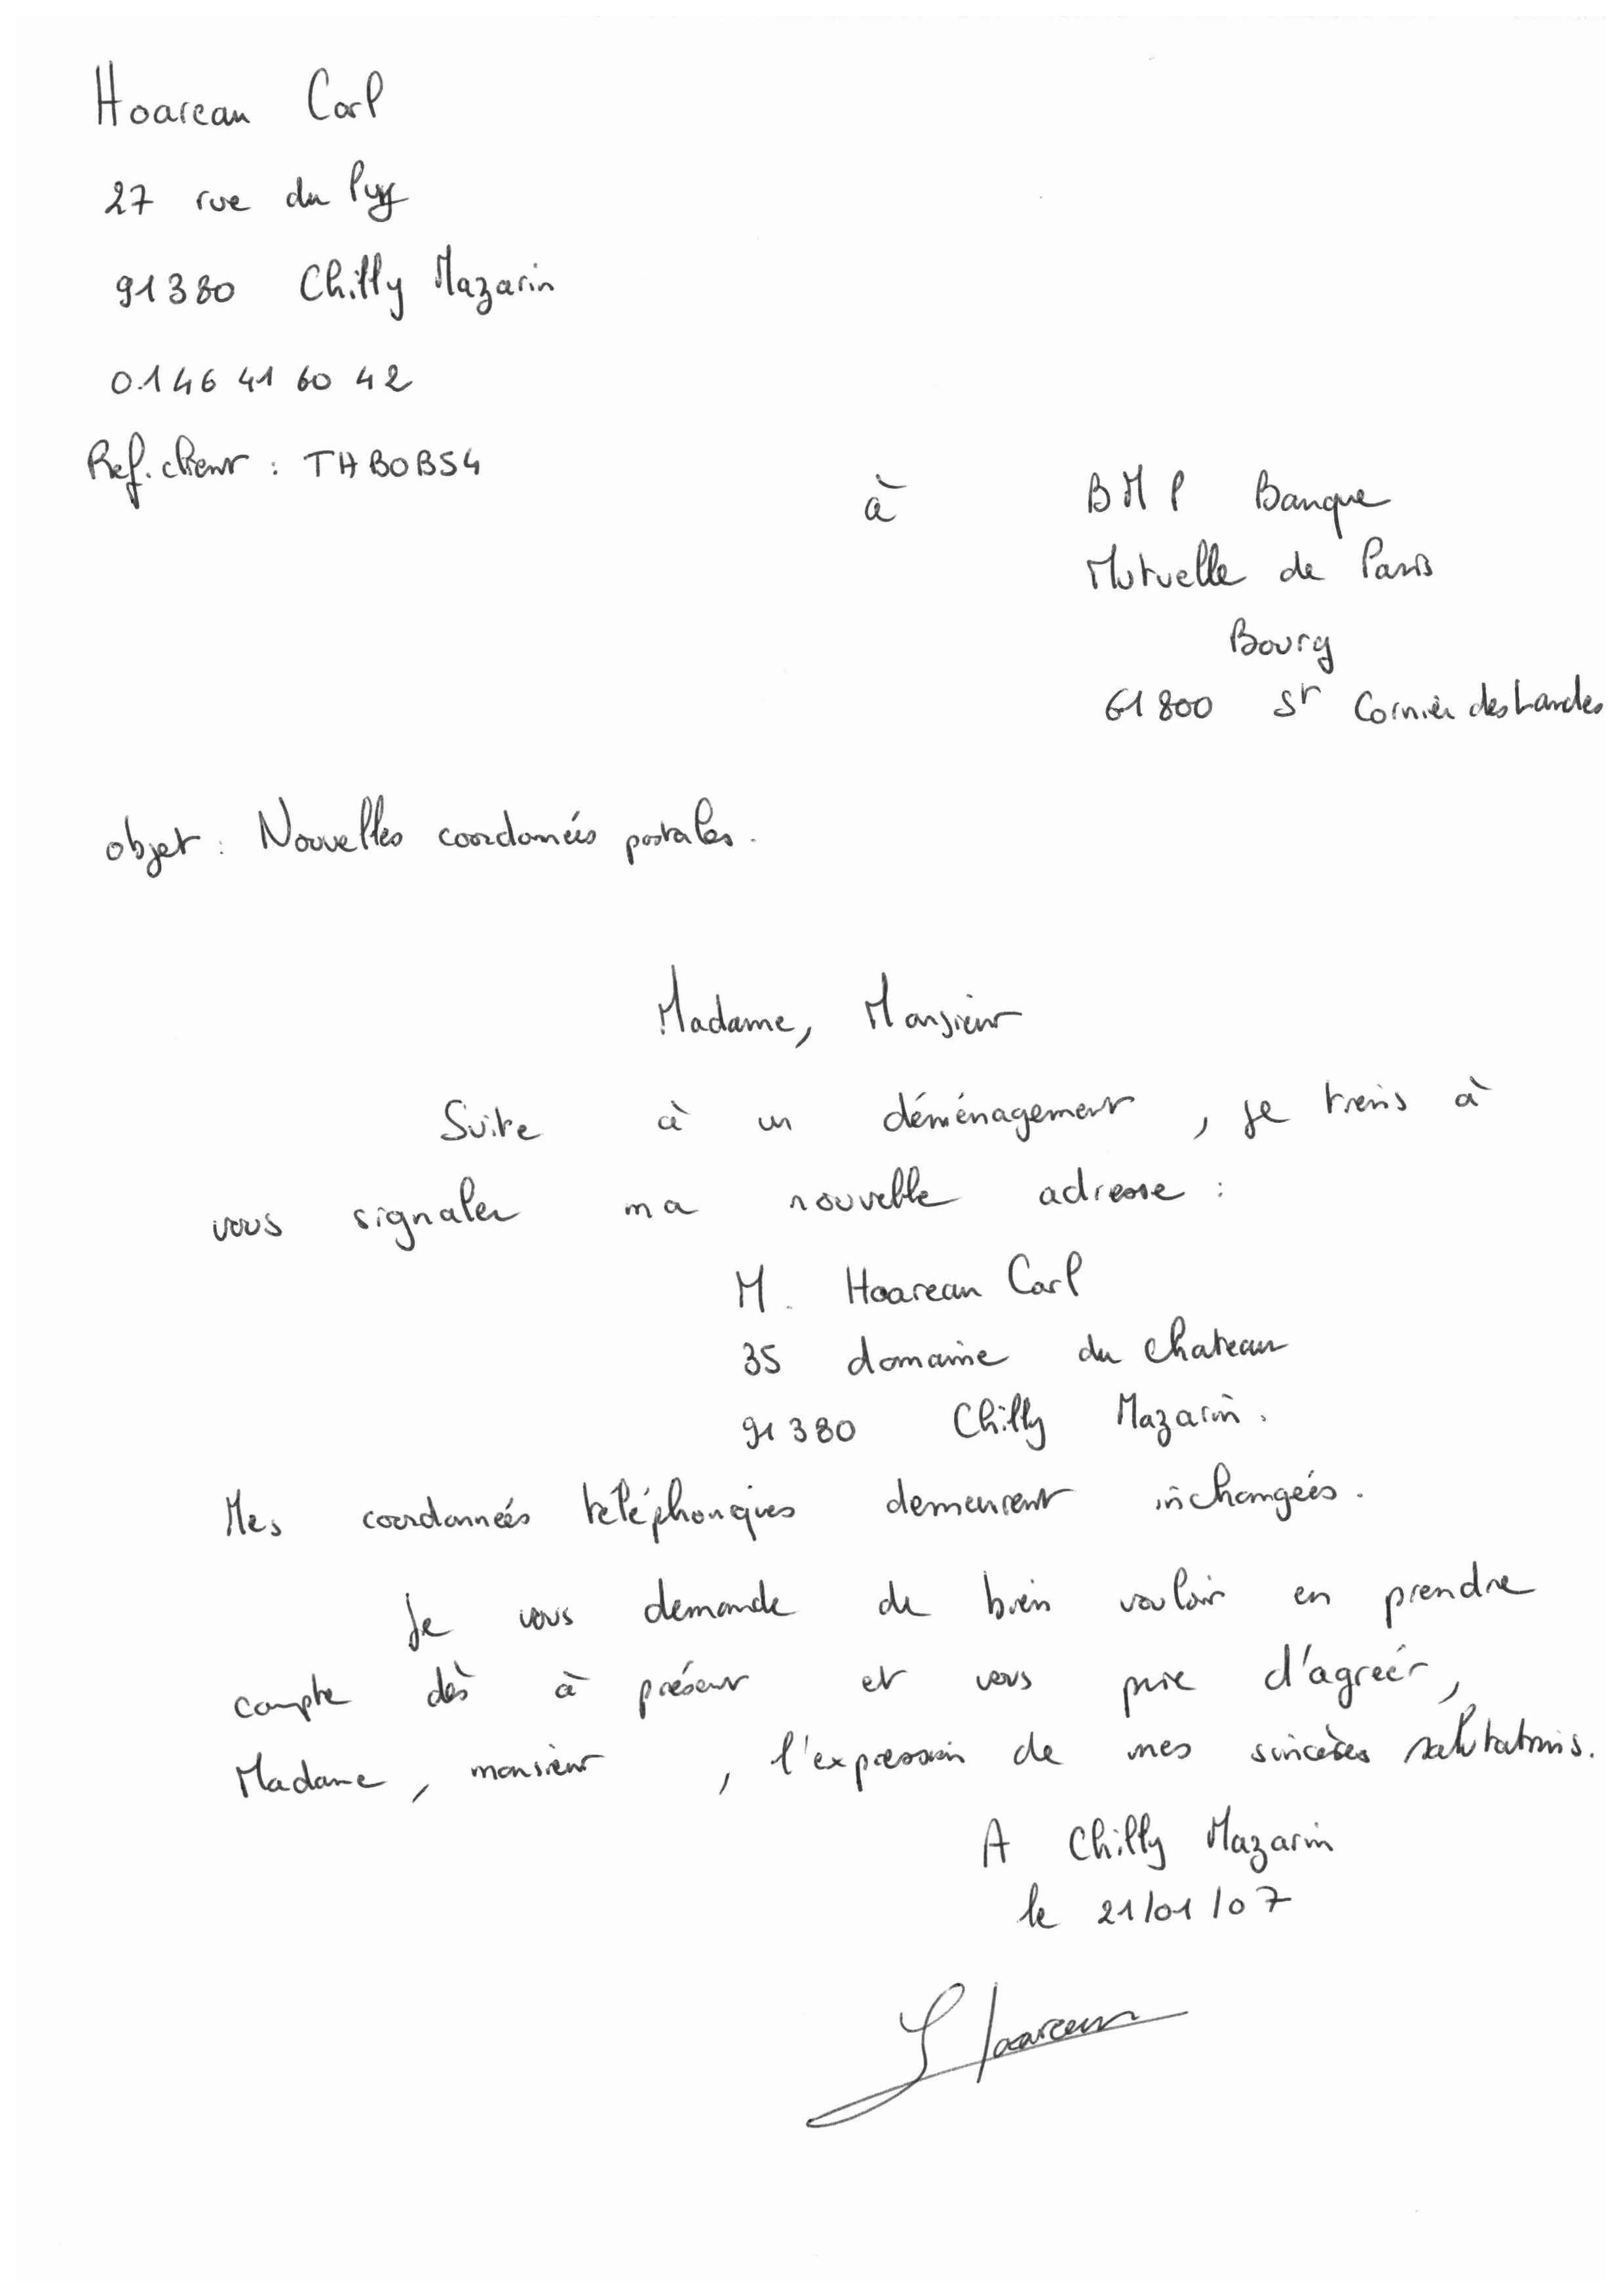 Hoareau Carl
27 rue du Puy
91380 Chilly Mazarin
0146 41 60 42
Ref. client : THBOB54
à BMP Banque
Mutuelle de Paris
Bourg
61800 St Cornier des Landes
objet : Nouvelles coordonées postales.
Madame, Monsieur
Suite à un déménagement, je tiens à
vous signaler ma nouvelle adresse :
M. Hoareau Carl
35 domaine du chateau
91380 Chilly Mazarin.
Mes coordonnées téléphoniques demeurent inchangées.
Je vous demande de bien vouloir en prendre
compte dès à présent et vous prie d'agréér,
Madame, monsieur, l'expression de mes sincères salutations.
A Chilly Mazarin
le 21/01/07
Hoareau